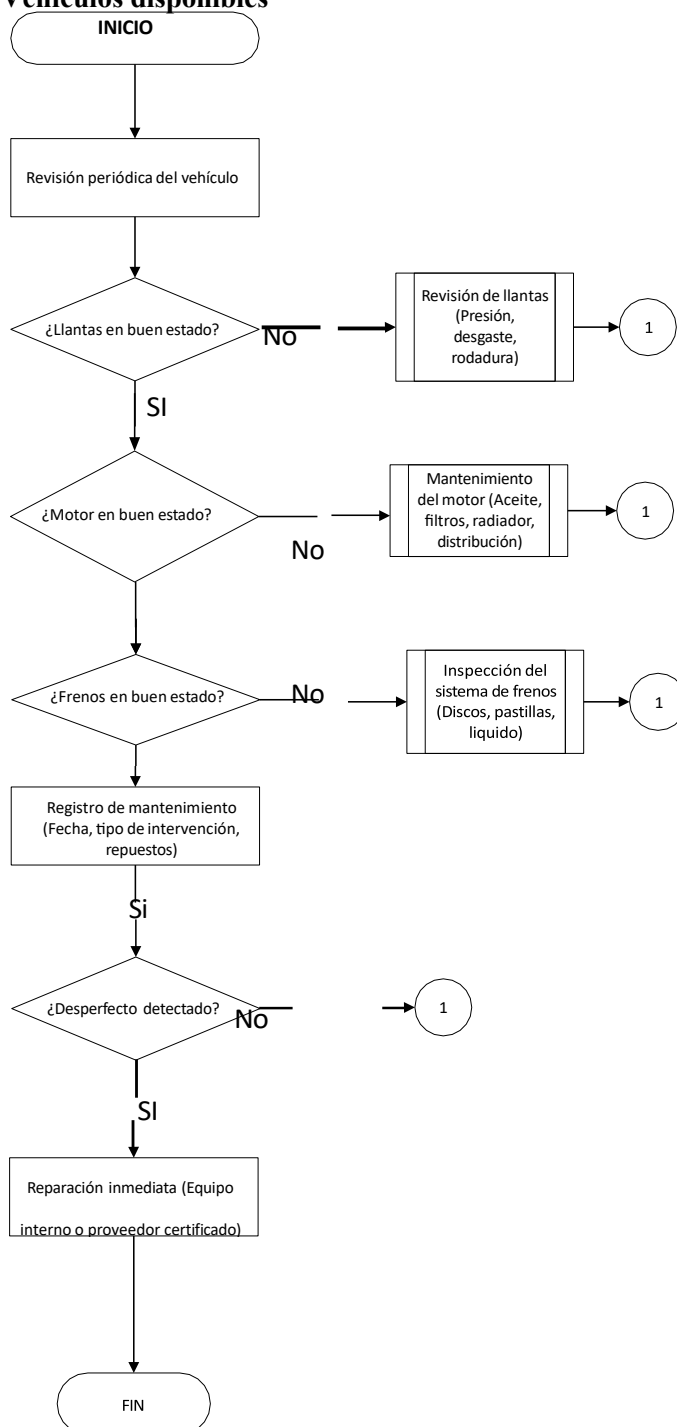 Vehículos disponibles
INICIO
Revisión periódica del vehículo
¿Llantas en buen estado?
No
Revisión de llantas
(Presión,
desgaste,
rodadura)
1
SI
¿Motor en buen estado?
No
Mantenimiento
del motor (Aceite,
filtros, radiador,
distribución)
1
¿Frenos en buen estado?
No
Inspección del
sistema de frenos
(Discos, pastillas,
liquido)
1
Registro de mantenimiento
(Fecha, tipo de intervención,
repuestos)
Si
¿Desperfecto detectado?
No
1
SI
Reparación inmediata (Equipo
interno o proveedor certificado)
FIN